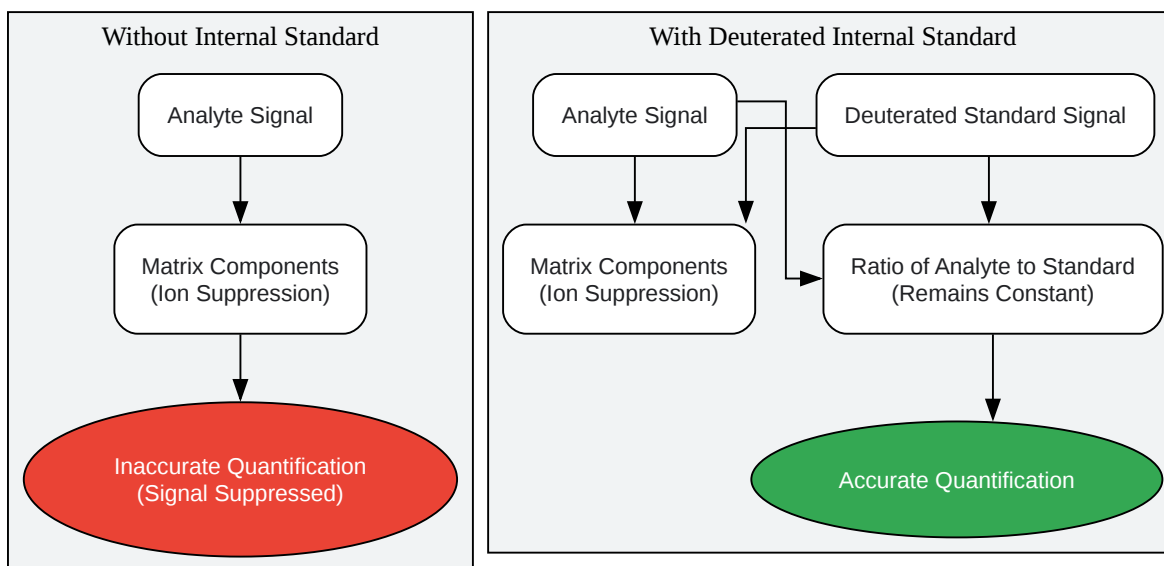 Without Internal Standard
Analyte Signal
Matrix Components
(Ion Suppression)
Inaccurate Quantification
(Signal Suppressed)
With Deuterated Internal Standard
Analyte Signal
Deuterated Standard Signal
Matrix Components
(Ion Suppression)
Ratio of Analyte to Standard
(Remains Constant)
Accurate Quantification